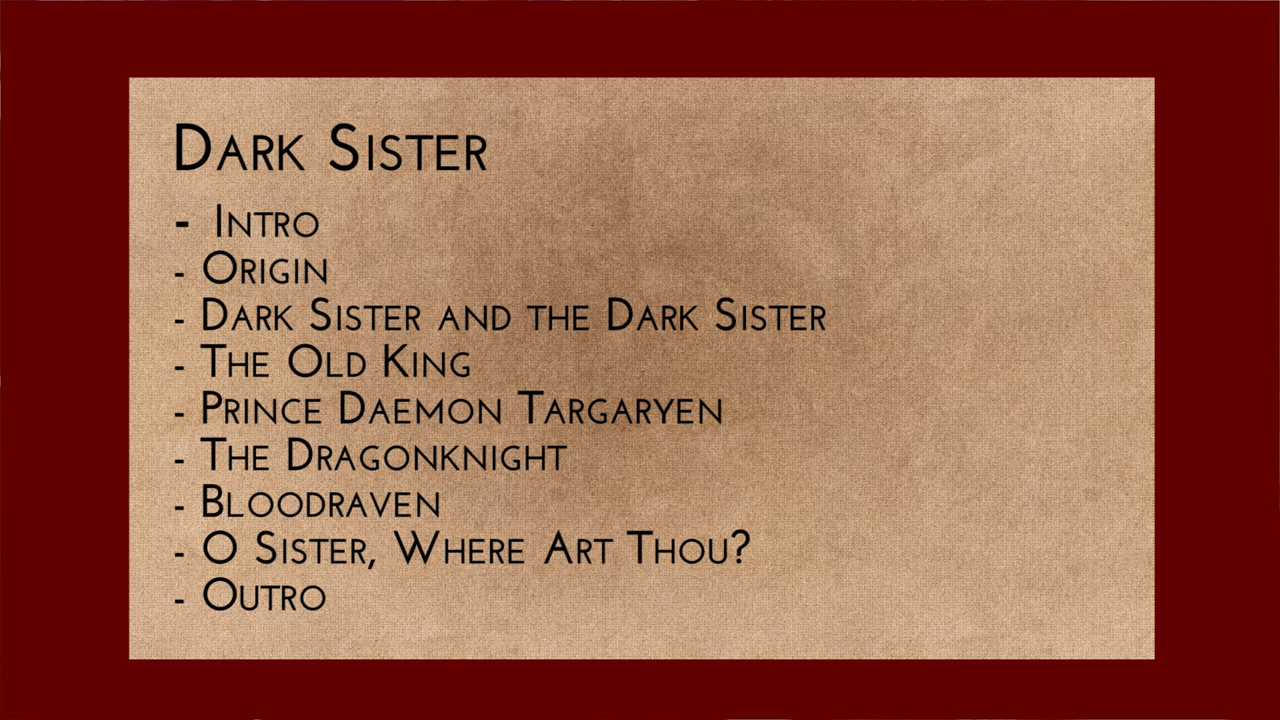 Dark Sister
- Intro
- Origin
- Dark Sister and the Dark Sister
- The Old King
- Prince Daemon Targaryen
- The Dragonknight
- Bloodraven
- O Sister, Where Art Thou?
- Outro